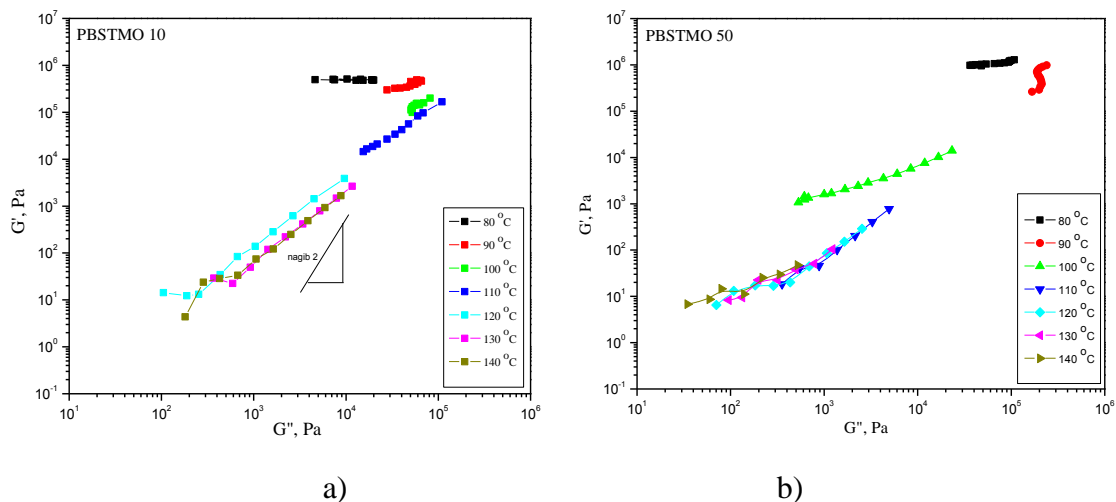 PBSTMO 10
G', Pa
10^7
10^6
10^5
10^4
10^3
10^2
10^1
10^0
10^-1
nagib 2
80 °C
90 °C
100 °C
110 °C
120 °C
130 °C
140 °C
10^1 10^2 10^3 10^4 10^5 10^6
G", Pa
a)
PBSTMO 50
G', Pa
10^7
10^6
10^5
10^4
10^3
10^2
10^1
10^0
10^-1
80 °C
90 °C
100 °C
110 °C
120 °C
130 °C
140 °C
10^1 10^2 10^3 10^4 10^5 10^6
G", Pa
b)